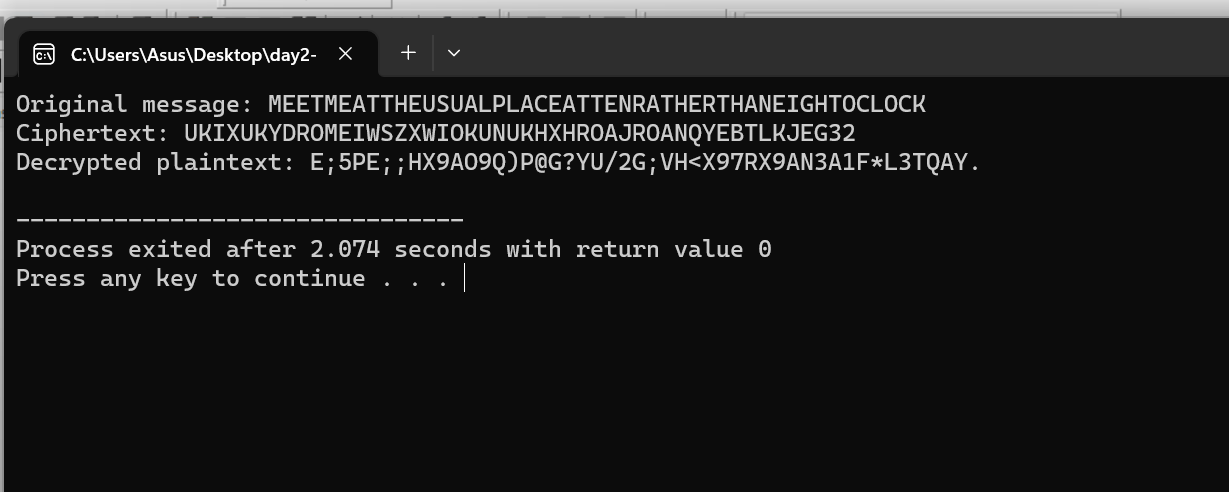 C:\Users\Asus\Desktop\day2-
Original message: MEETMEATTHEUSUALPLACEATTENRATHERTHANEIGHTOCLOCK
Ciphertext: UKIXUKYDROMEIWSZXWIOKUNUKHXHROAJROANQYEBTLKJEG32
Decrypted plaintext: E;5PE;;HX9AO9Q)P@G?YU/2G;VH<X97RX9AN3A1F*L3TQAY.
--------------------------------
Process exited after 2.074 seconds with return value 0
Press any key to continue . . .